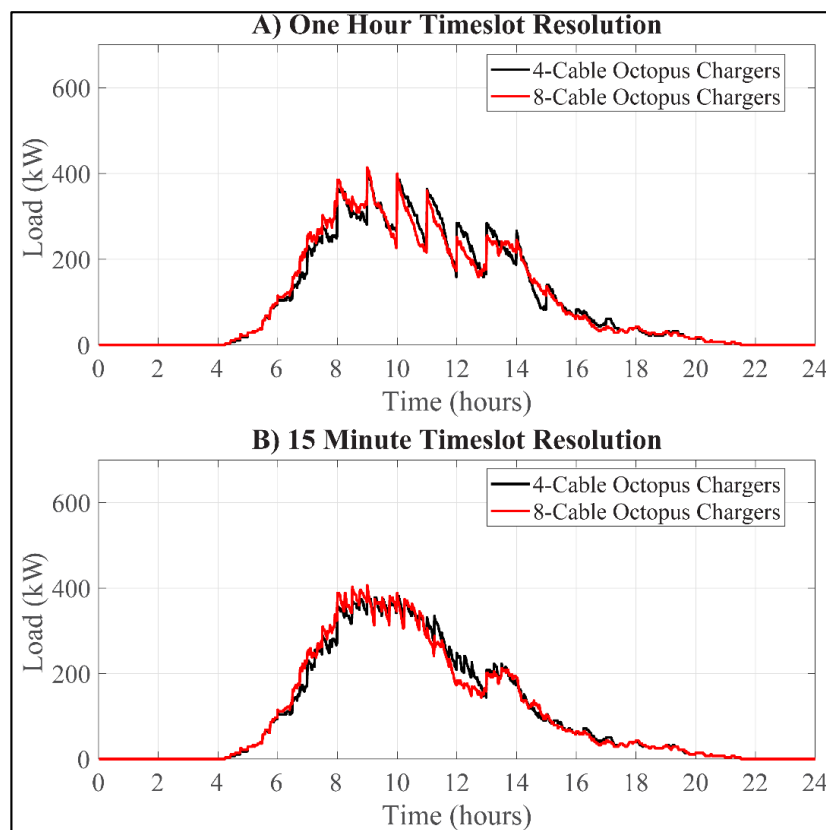 A) One Hour Timeslot Resolution
4-Cable Octopus Chargers
8-Cable Octopus Chargers
Load (kW)
600
400
200
0
0 2 4 6 8 10 12 14 16 18 20 22 24
Time (hours)
B) 15 Minute Timeslot Resolution
4-Cable Octopus Chargers
8-Cable Octopus Chargers
Load (kW)
600
400
200
0
0 2 4 6 8 10 12 14 16 18 20 22 24
Time (hours)